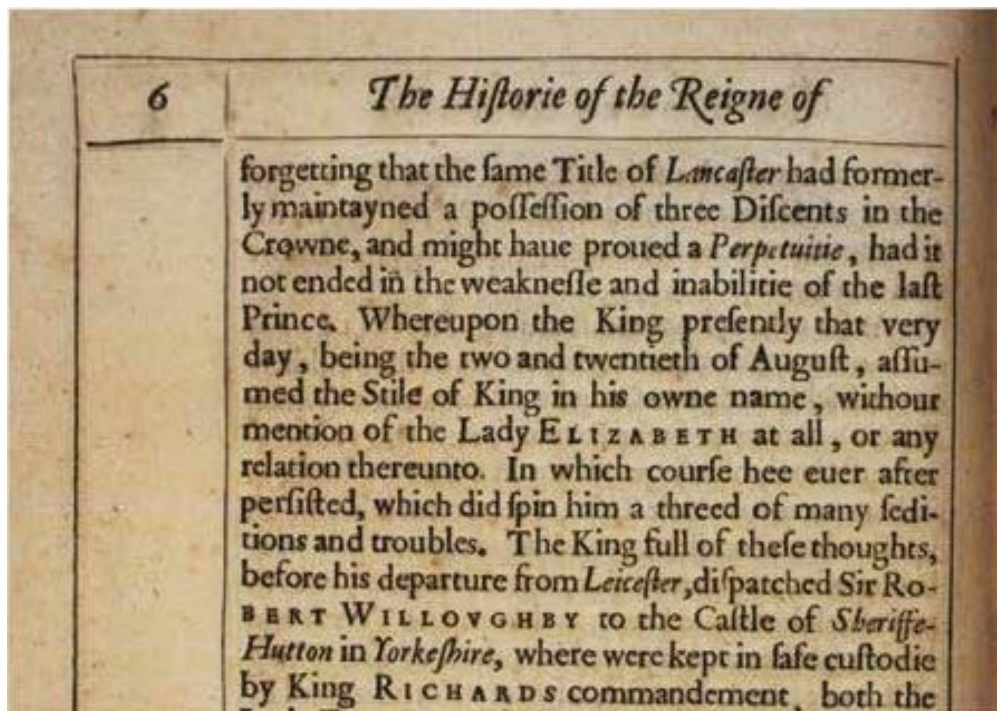 6
The Hiſtorie of the Reigne of
forgetting that the ſame Title of Lancaſter had former-
ly maintayned a poſſeſſion of three Diſcents in the
Crowne, and might haue proued a Perpetuitie, had it
not ended in the weakneſſe and inabilitie of the laſt
Prince. Whereupon the King preſently that very
day, being the two and twentieth of Auguſt, aſſu-
med the Stile of King in his owne name, without
mention of the Lady ELIZABETH at all, or any
relation thereunto. In which courſe hee euer after
perſiſted, which did ſpin him a threed of many ſedi-
tions and troubles. The King full of theſe thoughts,
before his departure from Leiceſter, diſpatched Sir RO-
BERT WILLOVGHBY to the Caſtle of Sheriffe-
Hutton in Yorkeſhire, where were kept in ſafe cuſtodie
by King RICHARDS commandement, both the